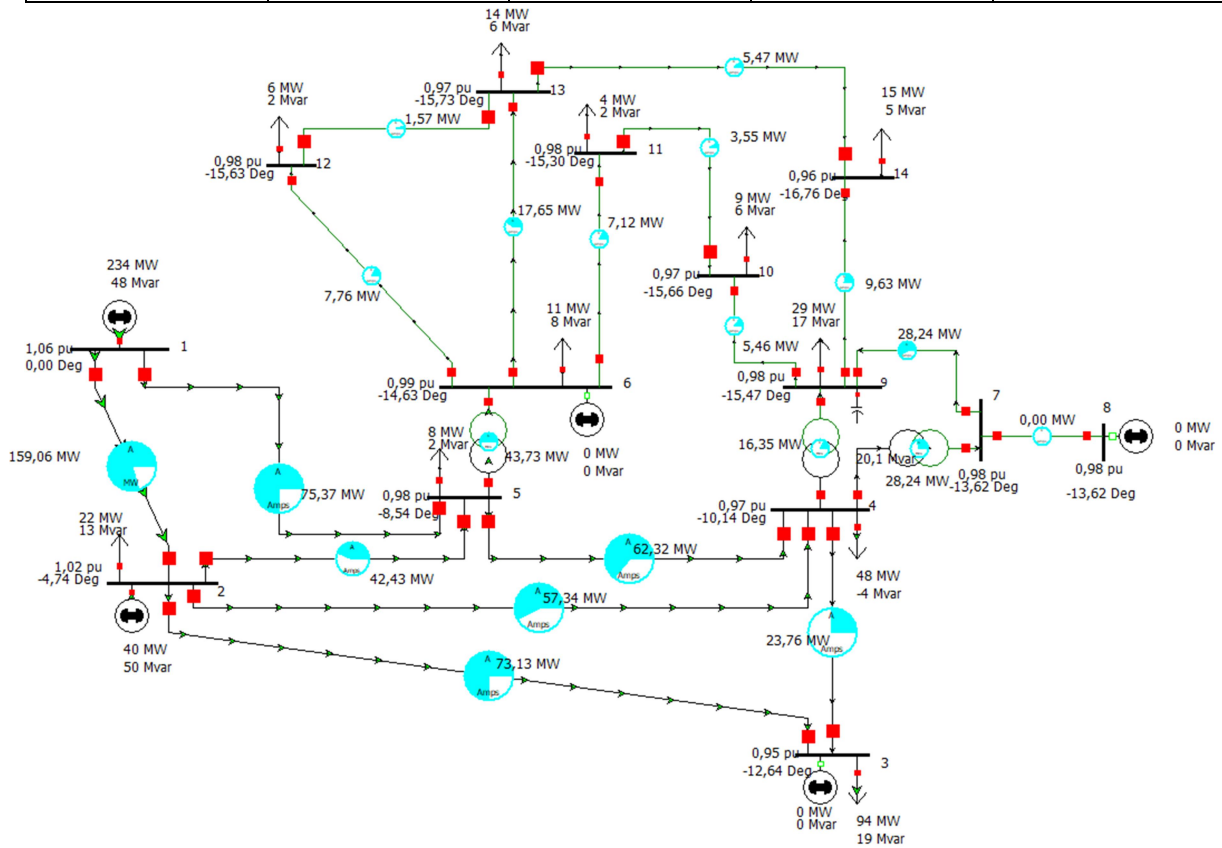 14 MW
6 Mvar
5,47 MW
0,97 pu
-15,73 Deg
13
6 MW
2 Mvar
1,57 MW
4 MW
2 Mvar
3,55 MW
15 MW
5 Mvar
0,98 pu
-15,63 Deg
12
0,98 pu
-15,30 Deg
11
0,96 pu
-16,76 Deg
14
17,65 MW
7,12 MW
9 MW
6 Mvar
234 MW
48 Mvar
7,76 MW
0,97 pu
-15,66 Deg
10
9,63 MW
11 MW
8 Mvar
29 MW
17 Mvar
5,46 MW
28,24 MW
1,06 pu
0,00 Deg
1
0,99 pu
-14,63 Deg
6
0,98 pu
-15,47 Deg
9
7
8
0,00 MW
0 MW
0 Mvar
8 MW
2 Mvar
43,73 MW
0 MW
0 Mvar
16,35 MW
20,1 Mvar
28,24 MW
0,98 pu
-13,62 Deg
0,98 pu
-13,62 Deg
159,06 MW
A
MW
A
75,37 MW
Amps
0,98 pu
-8,54 Deg
5
0,97 pu
-10,14 Deg
4
22 MW
13 Mvar
A
42,43 MW
Amps
A
62,32 MW
Amps
48 MW
-4 Mvar
1,02 pu
-4,74 Deg
2
A
57,34 MW
Amps
A
23,76 MW
Amps
40 MW
50 Mvar
A
73,13 MW
Amps
0,95 pu
-12,64 Deg
3
0 MW
0 Mvar
94 MW
19 Mvar